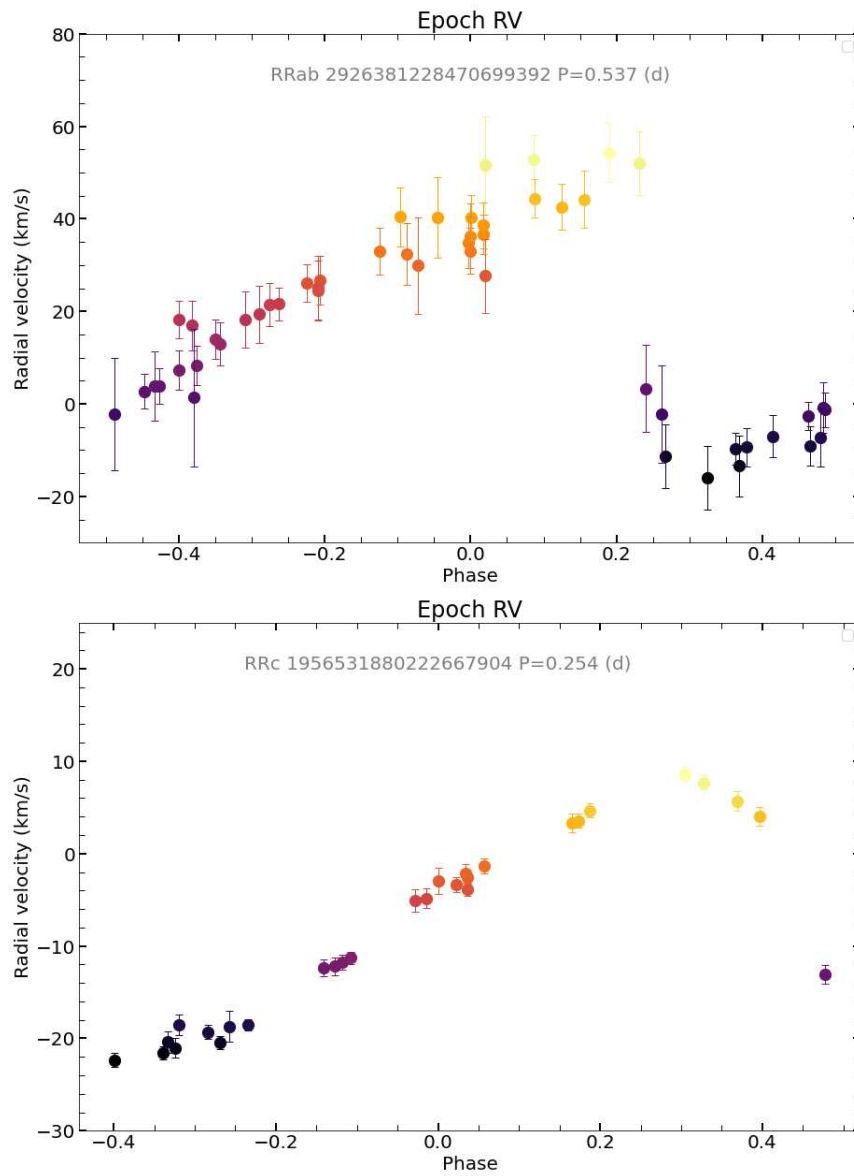 Epoch RV
80
RRab 2926381228470699392 P=0.537 (d)
60
40
20
0
−20
Radial velocity (km/s)
−0.4 −0.2 0.0 0.2 0.4
Phase
Epoch RV
RRc 1956531880222667904 P=0.254 (d)
20
10
0
−10
−20
−30
Radial velocity (km/s)
−0.4 −0.2 0.0 0.2 0.4
Phase